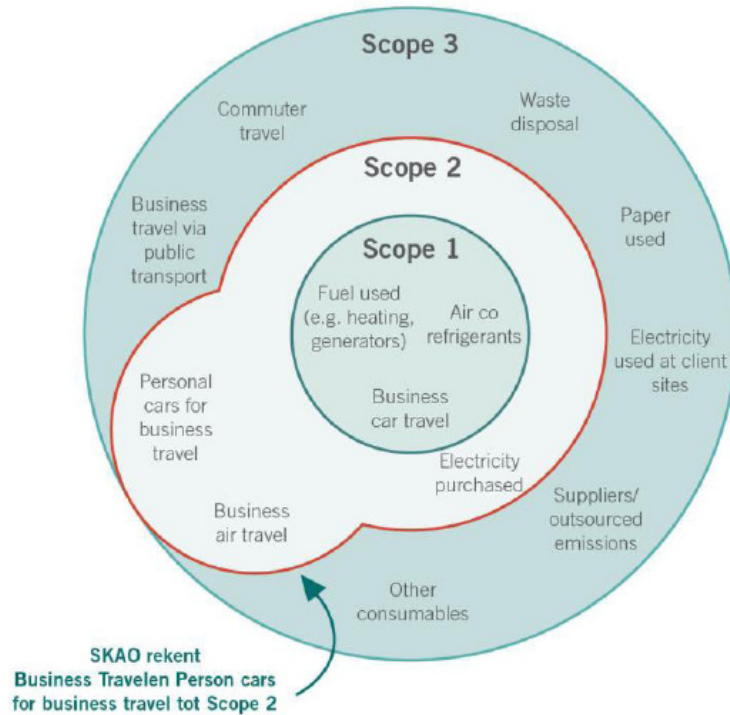 Scope 3
Commuter
travel
Waste
disposal
Scope 2
Business
travel via
public
transport
Paper
used
Scope 1
Fuel used
(e.g. heating,
generators)
Air co
refrigerants
Electricity
used at client
sites
Personal
cars for
business
travel
Business
car travel
Electricity
purchased
Business
air travel
Suppliers/
outsourced
emissions
Other
consumables
SKAO rekent
Business Travelen Person cars
for business travel tot Scope 2